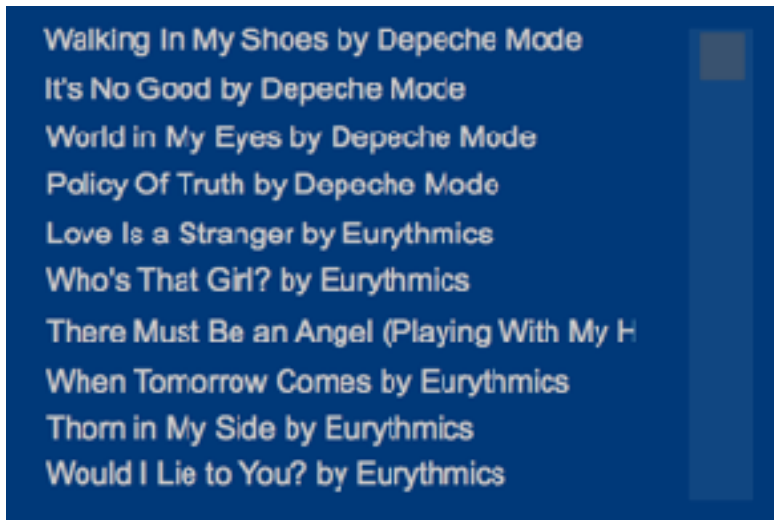 Walking In My Shoes by Depeche Mode
It's No Good by Depeche Mode
World in My Eyes by Depeche Mode
Policy Of Truth by Depeche Mode
Love Is a Stranger by Eurythmics
Who's That Girl? by Eurythmics
There Must Be an Angel (Playing With My H
When Tomorrow Comes by Eurythmics
Thorn in My Side by Eurythmics
Would I Lie to You? by Eurythmics